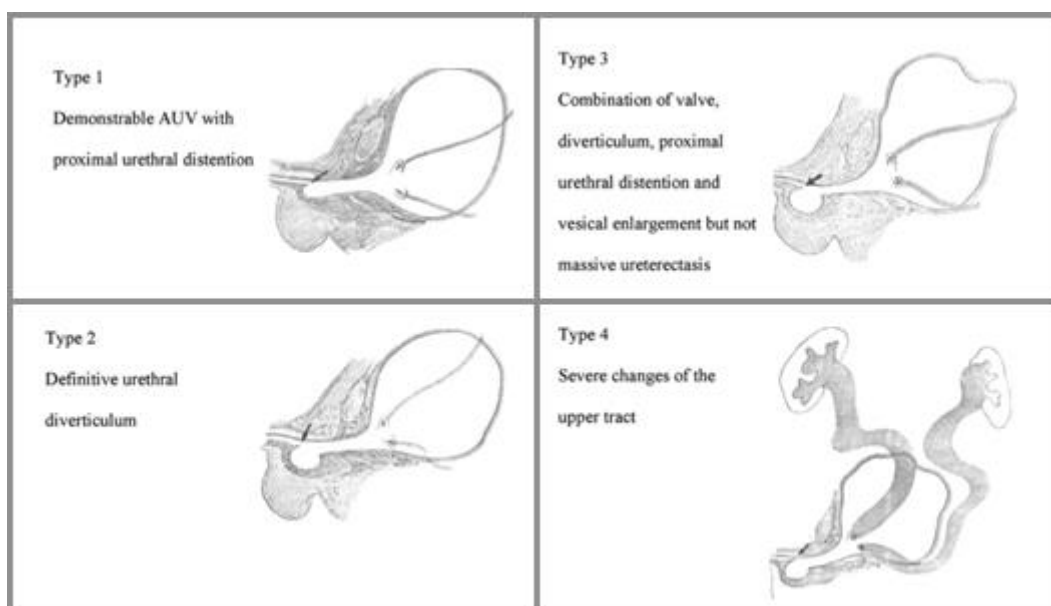 Type 1
Demonstrable AUV with
proximal urethral distention
Type 3
Combination of valve,
diverticulum, proximal
urethral distention and
vesical enlargement but not
massive ureterectasis
Type 2
Definitive urethral
diverticulum
Type 4
Severe changes of the
upper tract